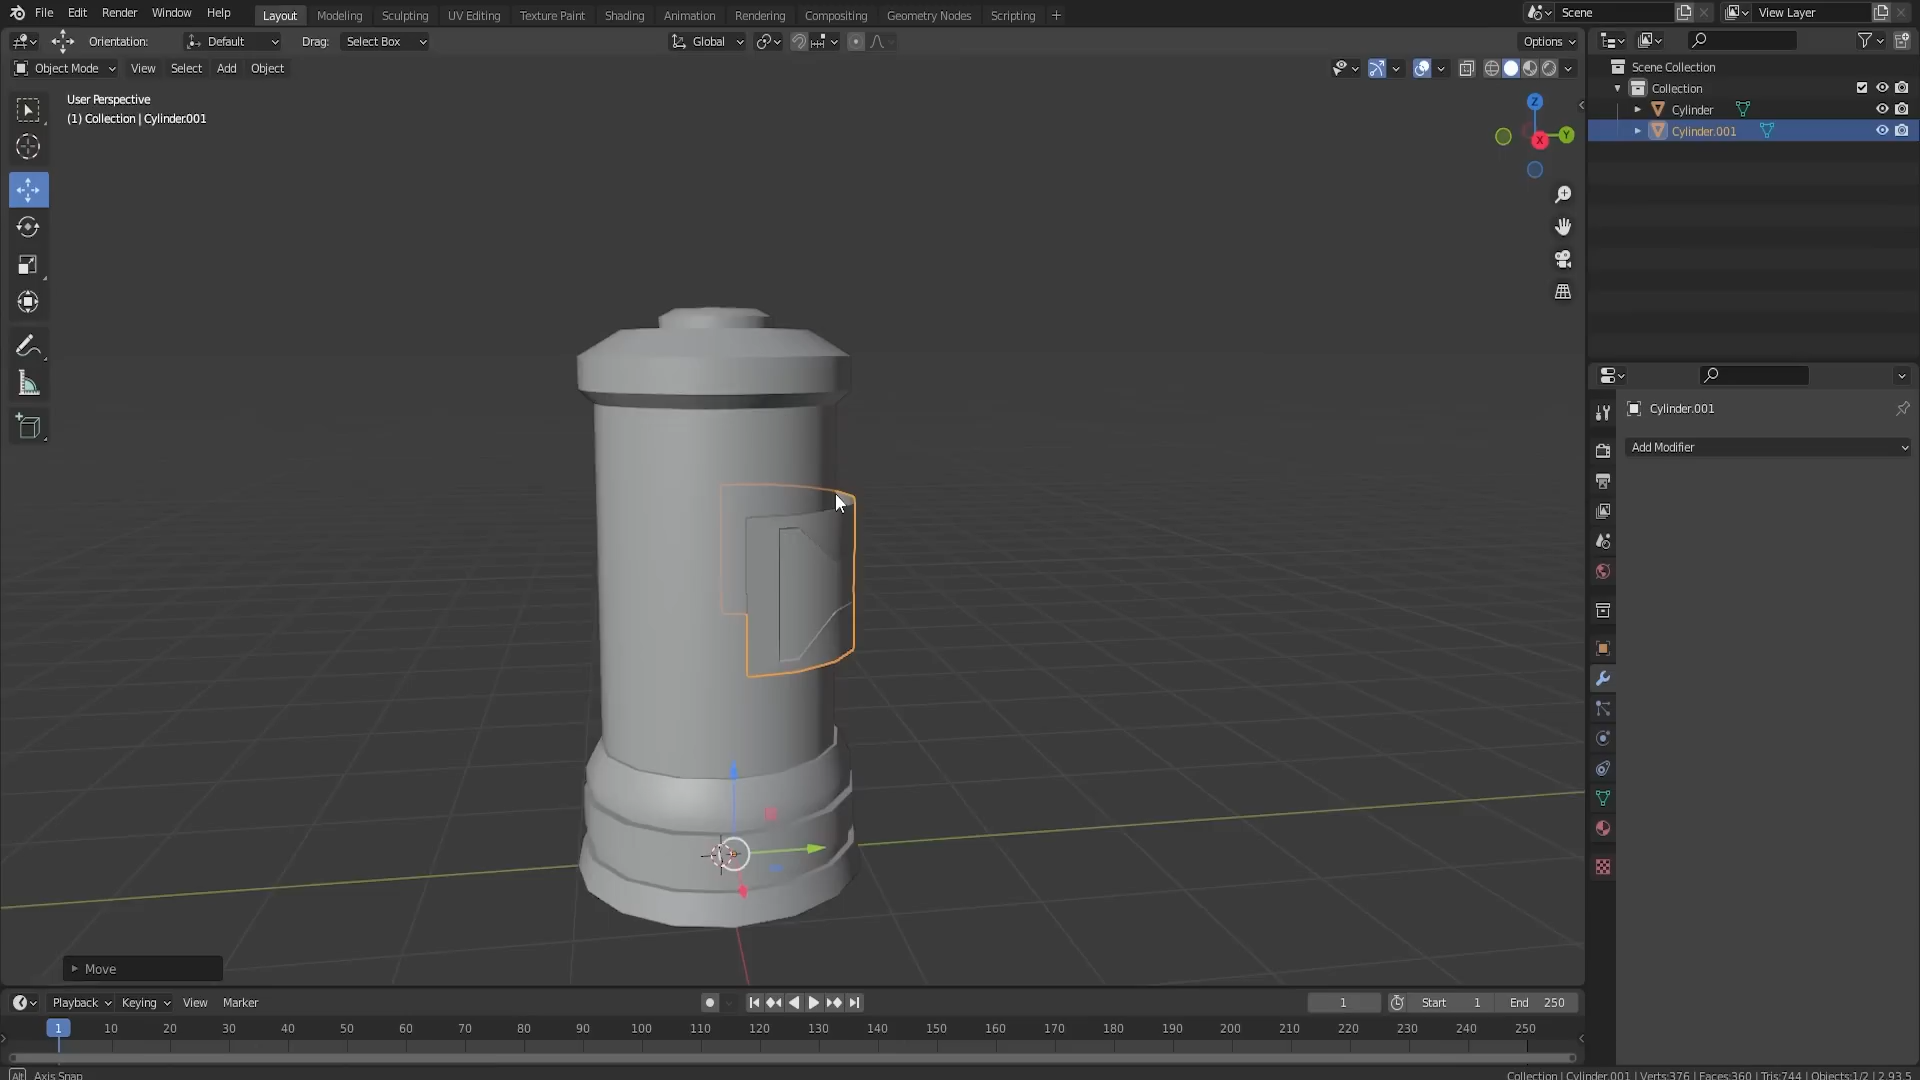 File Edit Render Window Help Layout Modeling Sculpting UV Editing Texture Paint Shading Animation Rendering Compositing Geometry Nodes Scripting + Scene View Layer
Orientation: Default Drag: Select Box Global Options
Object Mode View Select Add Object
User Perspective
(1) Collection | Cylinder.001
Z
Y
X
Scene Collection
Collection
Cylinder
Cylinder.001
Cylinder.001
Add Modifier
Move
Playback Keying View Marker 1 Start 1 End 250
1 10 20 30 40 50 60 70 80 90 100 110 120 130 140 150 160 170 180 190 200 210 220 230 240 250
Alt Axis Snap Collection | Cylinder.001 | Verts:376 | Faces:360 | Tris:744 | Objects:1/2 | 2.93.5